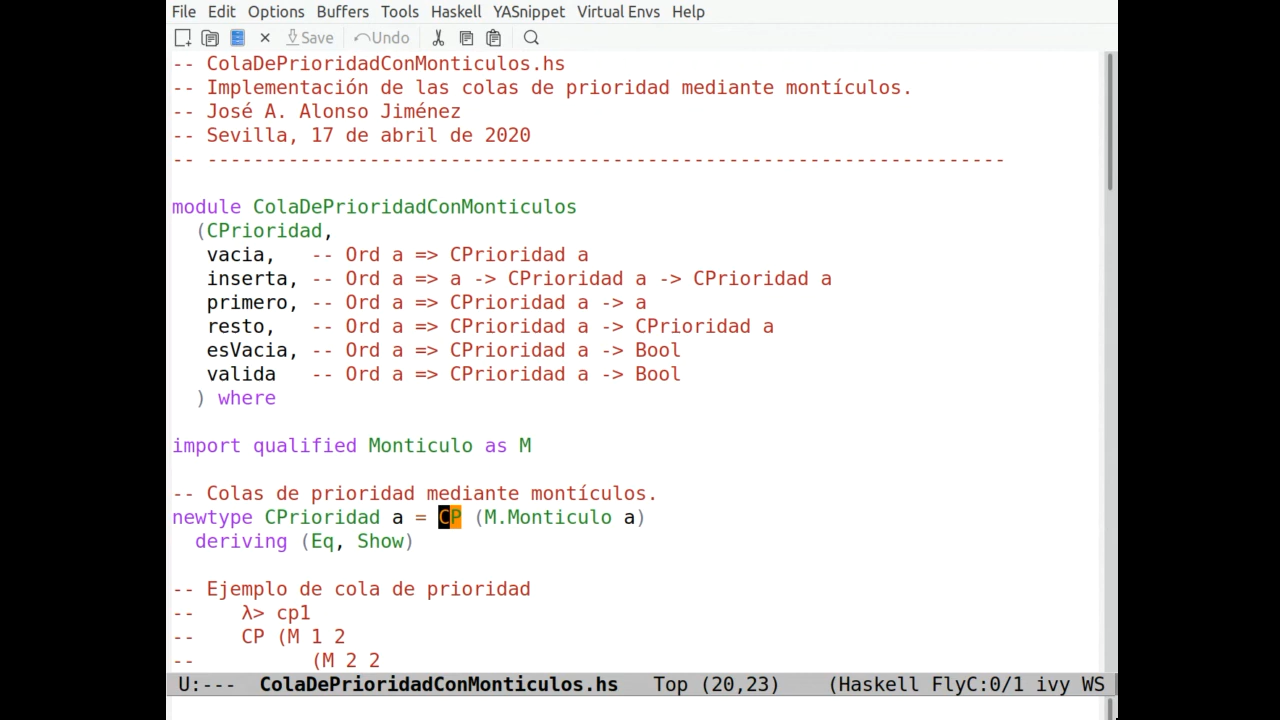 File Edit Options Buffers Tools Haskell YASnippet Virtual Envs Help
Save Undo
-- ColaDePrioridadConMonticulos.hs
-- Implementación de las colas de prioridad mediante montículos.
-- José A. Alonso Jiménez
-- Sevilla, 17 de abril de 2020
-- ---------------------------------------------------------------------
module ColaDePrioridadConMonticulos
(CPrioridad,
vacia,   -- Ord a => CPrioridad a
inserta, -- Ord a => a -> CPrioridad a -> CPrioridad a
primero, -- Ord a => CPrioridad a -> a
resto,   -- Ord a => CPrioridad a -> CPrioridad a
esVacia, -- Ord a => CPrioridad a -> Bool
valida   -- Ord a => CPrioridad a -> Bool
) where
import qualified Monticulo as M
-- Colas de prioridad mediante montículos.
newtype CPrioridad a = CP (M.Monticulo a)
deriving (Eq, Show)
-- Ejemplo de cola de prioridad
--    λ> cp1
--    CP (M 1 2
--          (M 2 2
U:--- ColaDePrioridadConMonticulos.hs Top (20,23) (Haskell FlyC:0/1 ivy WS